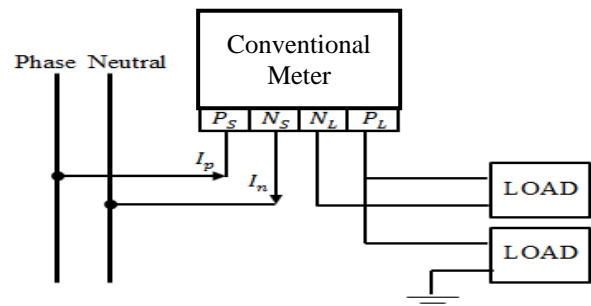 Conventional
Meter
Phase Neutral
P_S N_S N_L P_L
I_p
I_n
LOAD
LOAD